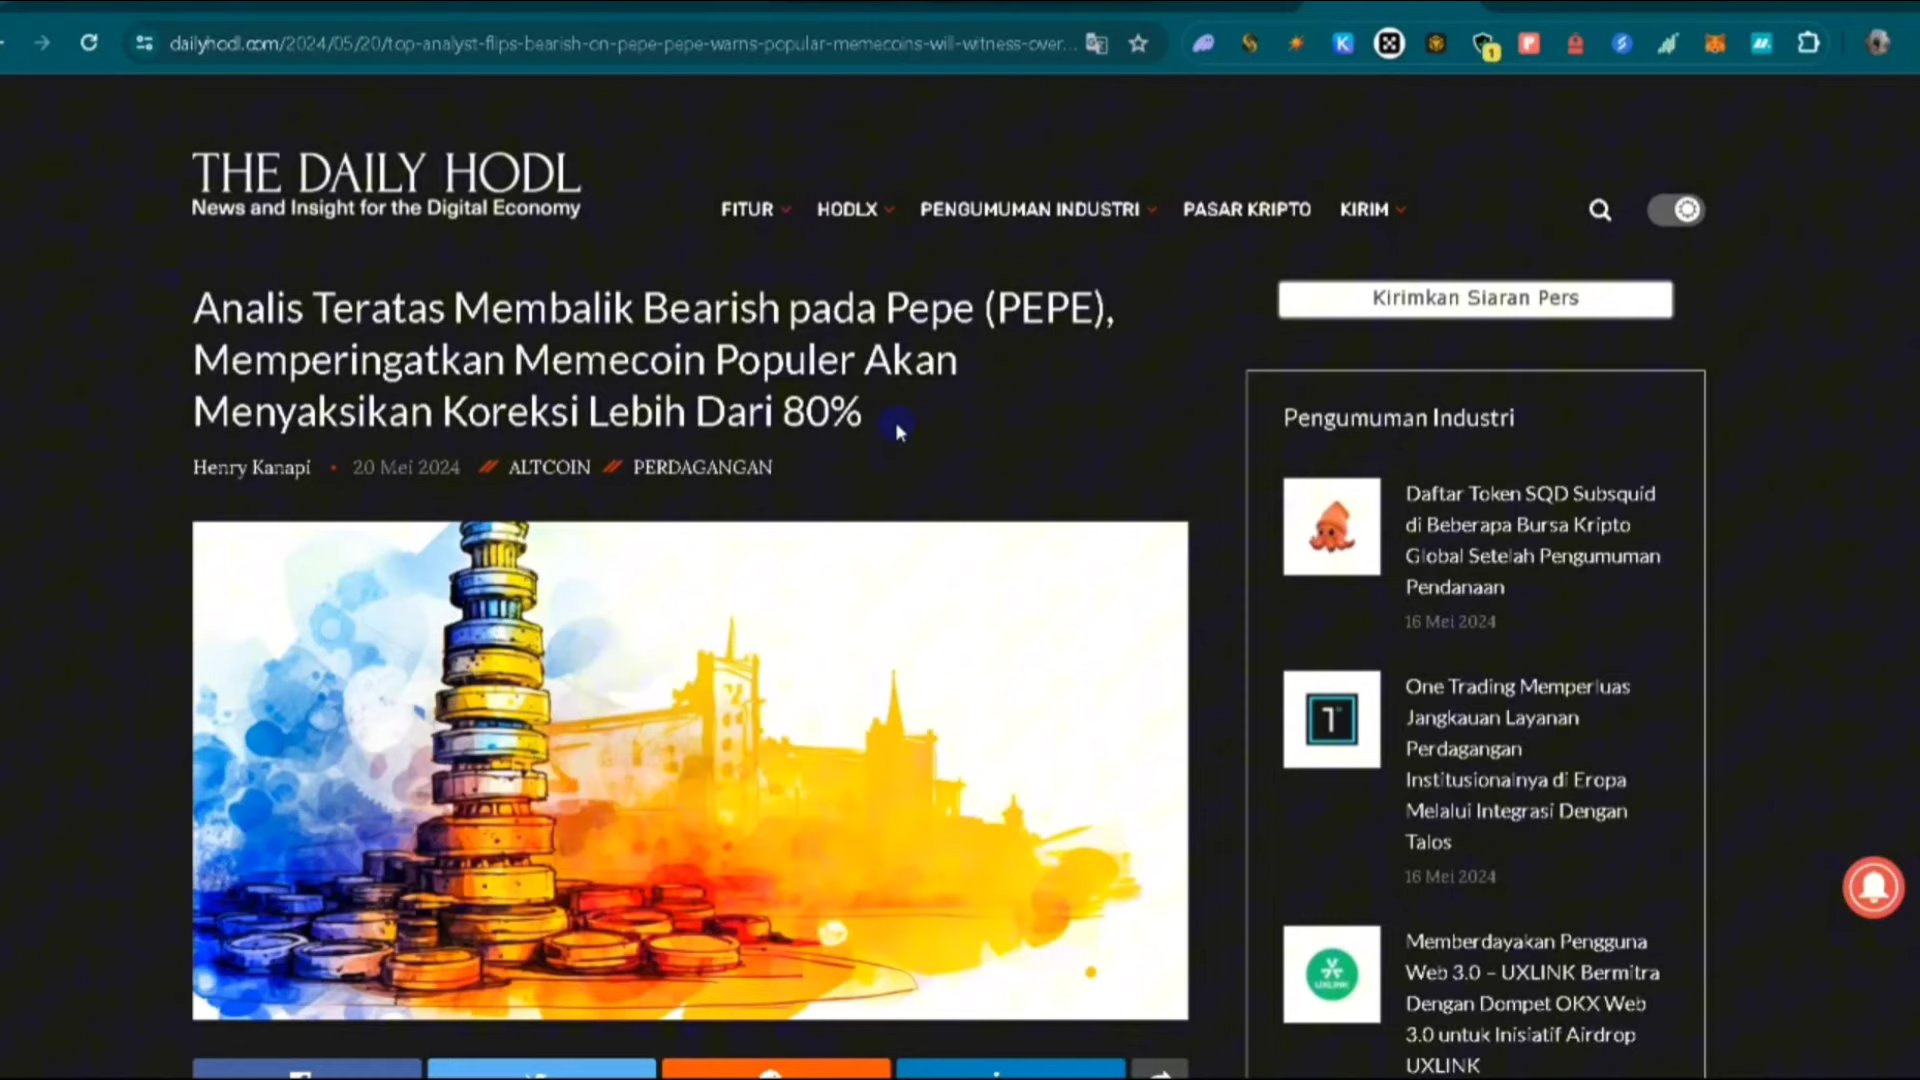 dailyhodl.com/2024/05/20/top-analyst-flips-bearish-on-pepe-pepe-warns-popular-memecoins-will-witness-over...
K
1
THE DAILY HODL
News and Insight for the Digital Economy
FITUR
HODLX
PENGUMUMAN INDUSTRI
PASAR KRIPTO
KIRIM
Analis Teratas Membalik Bearish pada Pepe (PEPE),
Memperingatkan Memecoin Populer Akan
Menyaksikan Koreksi Lebih Dari 80%
Henry Kanapi • 20 Mei 2024 // ALTCOIN // PERDAGANGAN
Kirimkan Siaran Pers
Pengumuman Industri
Daftar Token SQD Subsquid
di Beberapa Bursa Kripto
Global Setelah Pengumuman
Pendanaan
16 Mei 2024
One Trading Memperluas
Jangkauan Layanan
Perdagangan
Institusionalnya di Eropa
Melalui Integrasi Dengan
Talos
16 Mei 2024
Memberdayakan Pengguna
Web 3.0 – UXLINK Bermitra
Dengan Dompet OKX Web
3.0 untuk Inisiatif Airdrop
UXLINK
UXLINK